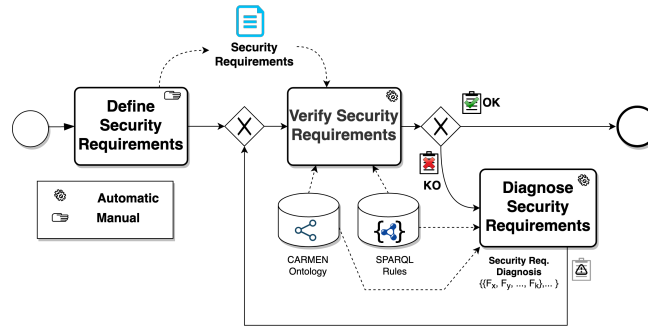 Security
Requirements
Define
Security
Requirements
X
Verify Security
Requirements
X
OK
KO
Diagnose
Security
Requirements
Automatic
Manual
CARMEN
Ontology
{ }
SPARQL
Rules
Security Req.
Diagnosis
{{Fx, Fy, ..., Fk},... }